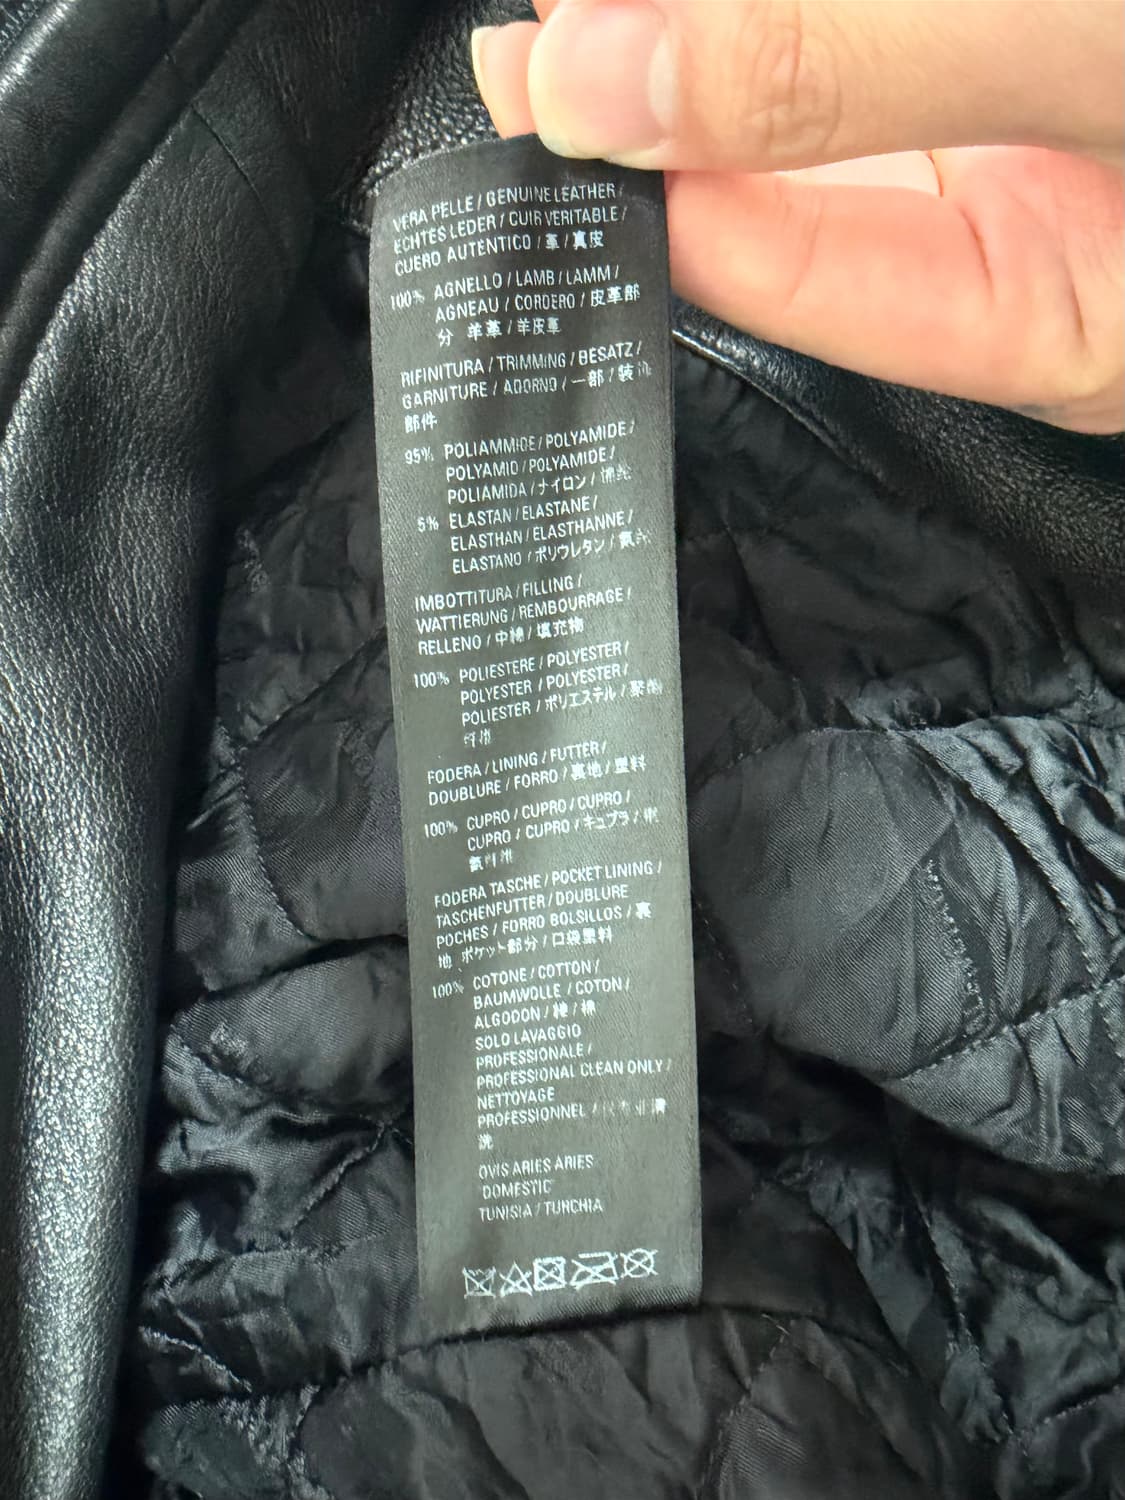 VERA PELLE / GENUINE LEATHER /
ECHTES LEDER / CUIR VERITABLE /
CUERO AUTENTICO / 革 / 真皮
100% AGNELLO / LAMB / LAMM /
AGNEAU / CORDERO / 皮革部
分 羊革 / 羊皮革
RIFINITURA / TRIMMING / BESATZ /
GARNITURE / ADORNO / 一部 / 装
部件
95% POLIAMMIDE / POLYAMIDE /
POLYAMID / POLYAMIDE /
POLIAMIDA / ナイロン /
5% ELASTAN / ELASTANE /
ELASTHAN / ELASTHANNE /
ELASTANO / ポリウレタン /
IMBOTTITURA / FILLING /
WATTIERUNG / REMBOURRAGE /
RELLENO / 中綿 / 填充物
100% POLIESTERE / POLYESTER /
POLYESTER / POLYESTER /
POLIESTER / ポリエステル /
FODERA / LINING / FUTTER /
DOUBLURE / FORRO / 裏地 / 里料
100% CUPRO / CUPRO / CUPRO /
CUPRO / CUPRO / キュプラ /
FODERA TASCHE / POCKET LINING /
TASCHENFUTTER / DOUBLURE
POCHES / FORRO BOLSILLOS / 裏
地 ポケット部分 / 口袋里料
100% COTONE / COTTON /
BAUMWOLLE / COTON /
ALGODON / 綿 / 棉
SOLO LAVAGGIO
PROFESSIONALE /
PROFESSIONAL CLEAN ONLY /
NETTOYAGE
PROFESSIONNEL /
洗
OVIS ARIES ARIES
DOMESTIC
TUNISIA / TURCHIA